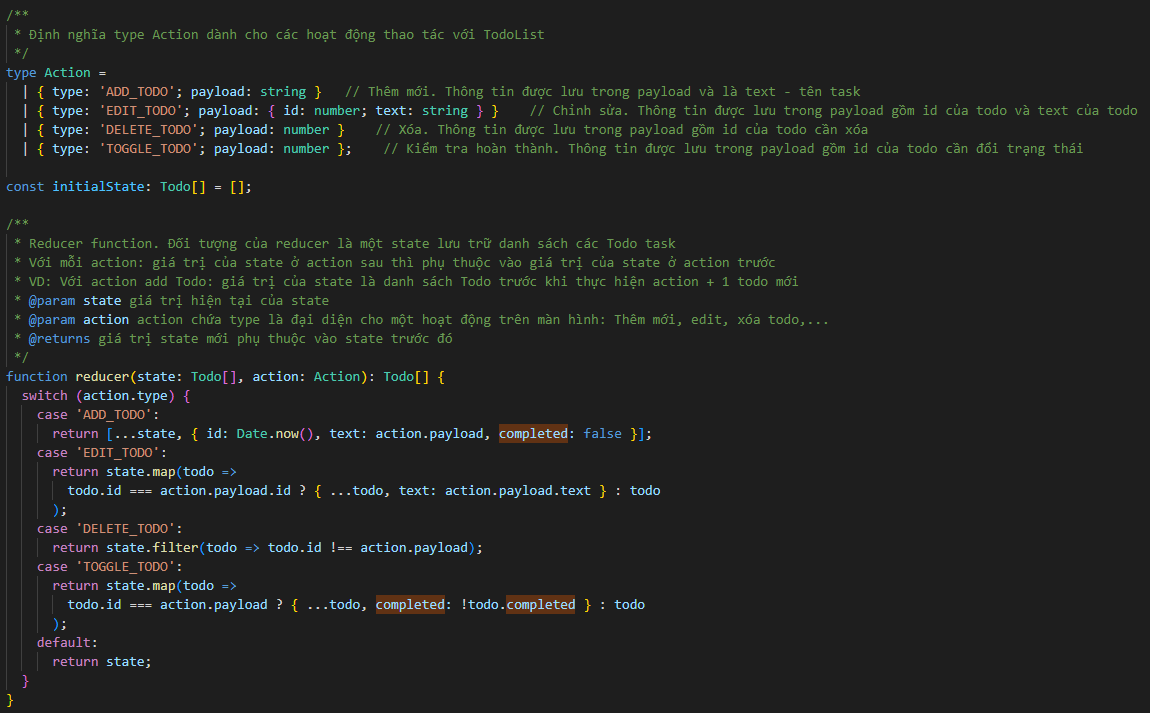 /**
 * Định nghĩa type Action dành cho các hoạt động thao tác với TodoList
 */
type Action =
  | { type: 'ADD_TODO'; payload: string }   // Thêm mới. Thông tin được lưu trong payload và là text - tên task
  | { type: 'EDIT_TODO'; payload: { id: number; text: string } }    // Chỉnh sửa. Thông tin được lưu trong payload gồm id của todo và text của todo
  | { type: 'DELETE_TODO'; payload: number }    // Xóa. Thông tin được lưu trong payload gồm id của todo cần xóa
  | { type: 'TOGGLE_TODO'; payload: number };    // Kiểm tra hoàn thành. Thông tin được lưu trong payload gồm id của todo cần đổi trạng thái

const initialState: Todo[] = [];

/**
 * Reducer function. Đối tượng của reducer là một state lưu trữ danh sách các Todo task
 * Với mỗi action: giá trị của state ở action sau thì phụ thuộc vào giá trị của state ở action trước
 * VD: Với action add Todo: giá trị của state là danh sách Todo trước khi thực hiện action + 1 todo mới
 * @param state giá trị hiện tại của state
 * @param action action chứa type là đại diện cho một hoạt động trên màn hình: Thêm mới, edit, xóa todo,...
 * @returns giá trị state mới phụ thuộc vào state trước đó
 */
function reducer(state: Todo[], action: Action): Todo[] {
  switch (action.type) {
    case 'ADD_TODO':
      return [...state, { id: Date.now(), text: action.payload, completed: false }];
    case 'EDIT_TODO':
      return state.map(todo =>
        todo.id === action.payload.id ? { ...todo, text: action.payload.text } : todo
      );
    case 'DELETE_TODO':
      return state.filter(todo => todo.id !== action.payload);
    case 'TOGGLE_TODO':
      return state.map(todo =>
        todo.id === action.payload ? { ...todo, completed: !todo.completed } : todo
      );
    default:
      return state;
  }
}